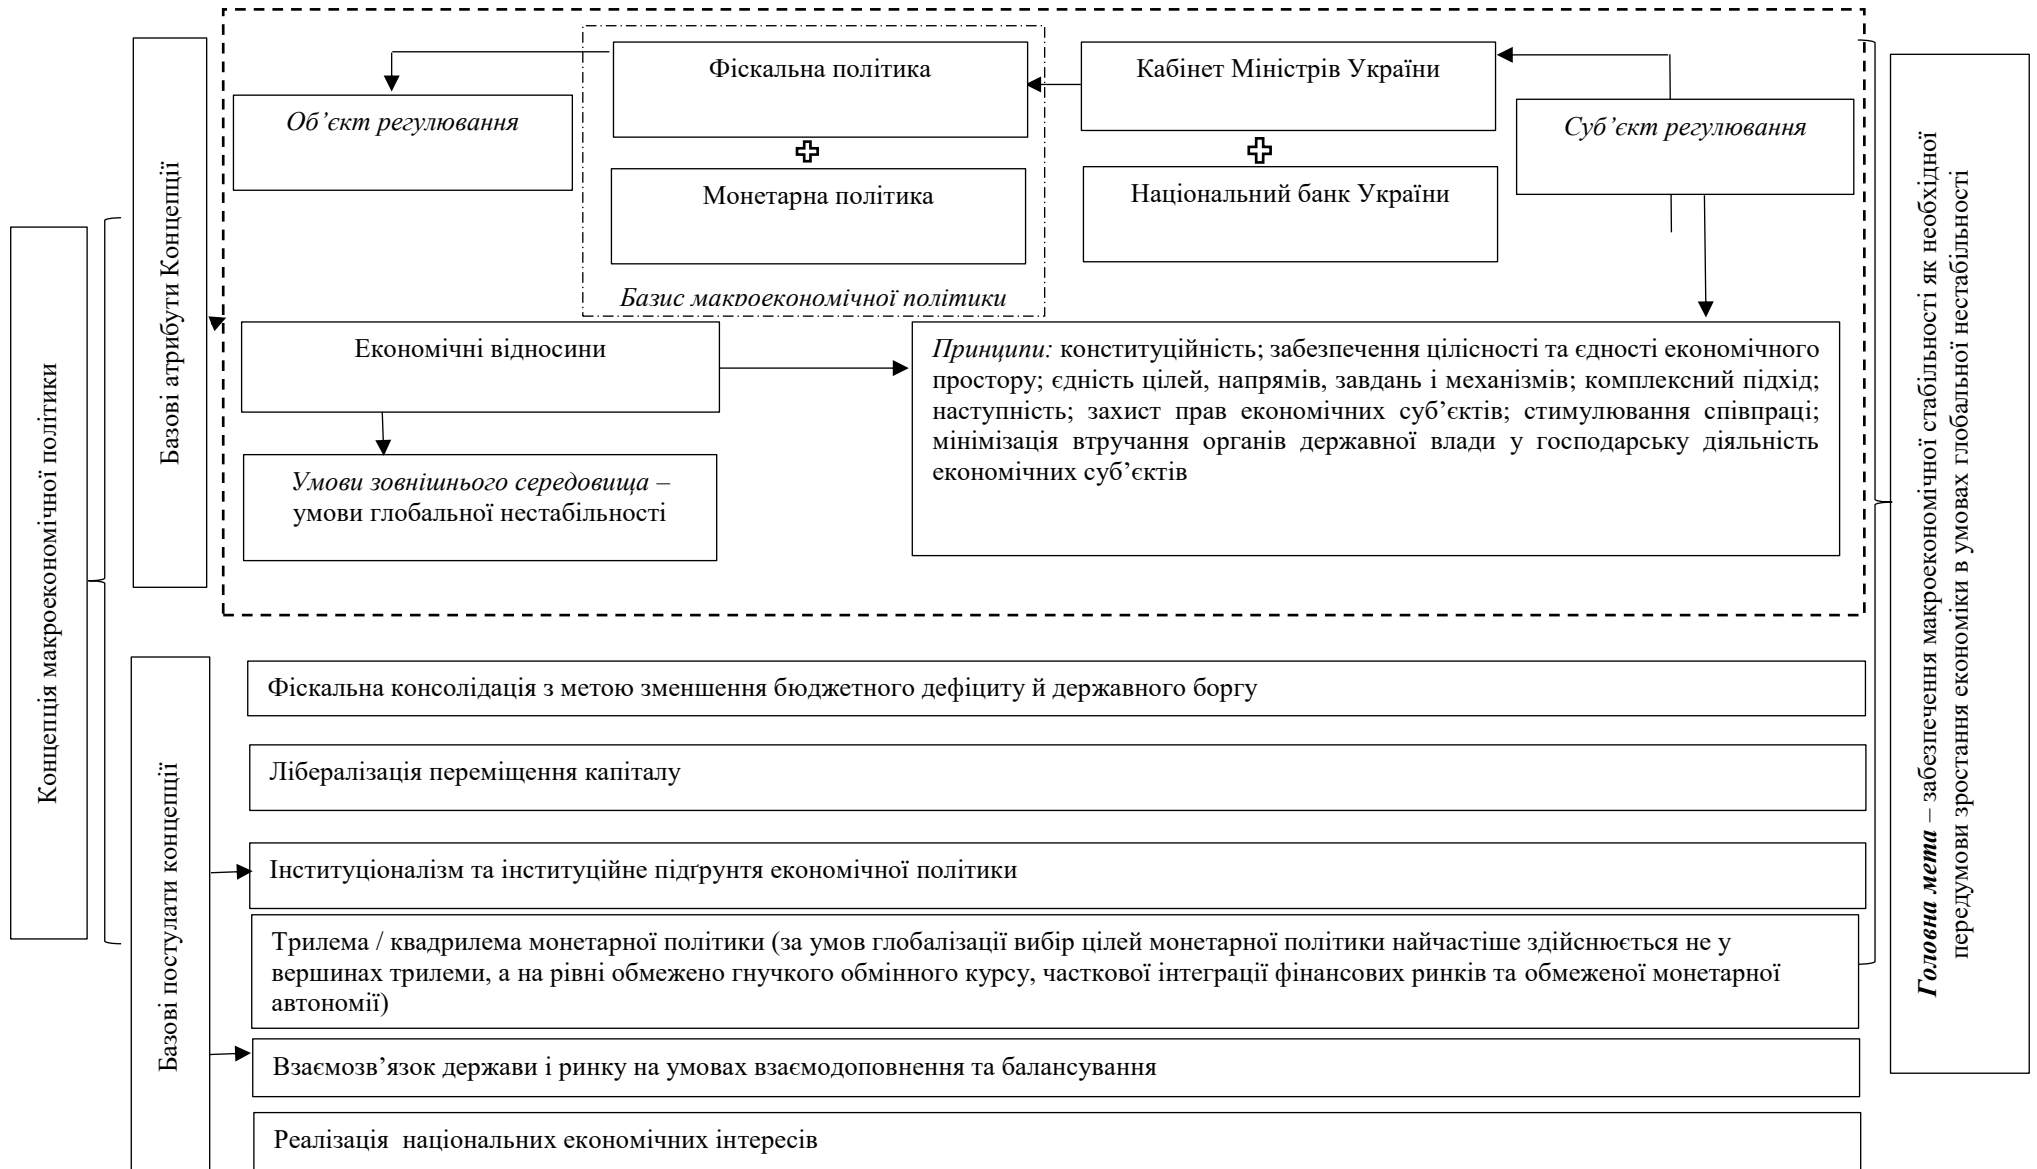 Концепція макроекономічної політики
Базові атрибути Концепції
Фіскальна політика
Кабінет Міністрів України
Об’єкт регулювання
Суб’єкт регулювання
Монетарна політика
Національний банк України
Базис макроекономічної політики
Економічні відносини
Принципи: конституційність; забезпечення цілісності та єдності економічного
простору; єдність цілей, напрямів, завдань і механізмів; комплексний підхід;
наступність; захист прав економічних суб’єктів; стимулювання співпраці;
мінімізація втручання органів державної влади у господарську діяльність
економічних суб’єктів
Умови зовнішнього середовища –
умови глобальної нестабільності
Базові постулати концепції
Фіскальна консолідація з метою зменшення бюджетного дефіциту й державного боргу
Лібералізація переміщення капіталу
Інституціоналізм та інституційне підґрунтя економічної політики
Трилема / квадрилема монетарної політики (за умов глобалізації вибір цілей монетарної політики найчастіше здійснюється не у
вершинах трилеми, а на рівні обмежено гнучкого обмінного курсу, часткової інтеграції фінансових ринків та обмеженої монетарної
автономії)
Взаємозв’язок держави і ринку на умовах взаємодоповнення та балансування
Реалізація національних економічних інтересів
Головна мета – забезпечення макроекономічної стабільності як необхідної
передумови зростання економіки в умовах глобальної нестабільності